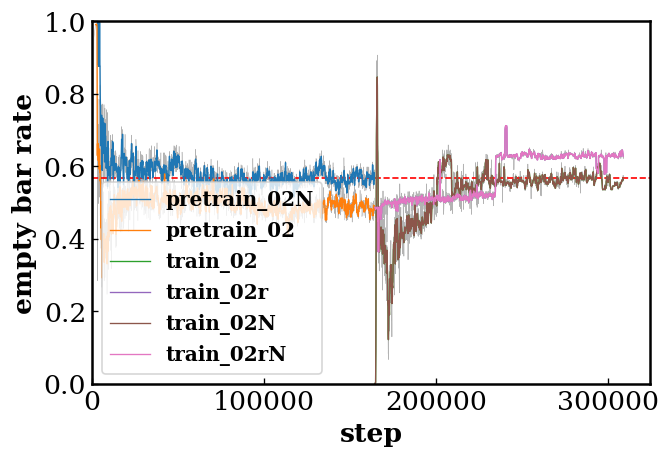 empty bar rate
1.0
0.8
0.6
0.4
0.2
0.0
pretrain_02N
pretrain_02
train_02
train_02r
train_02N
train_02rN
0
100000
200000
300000
step